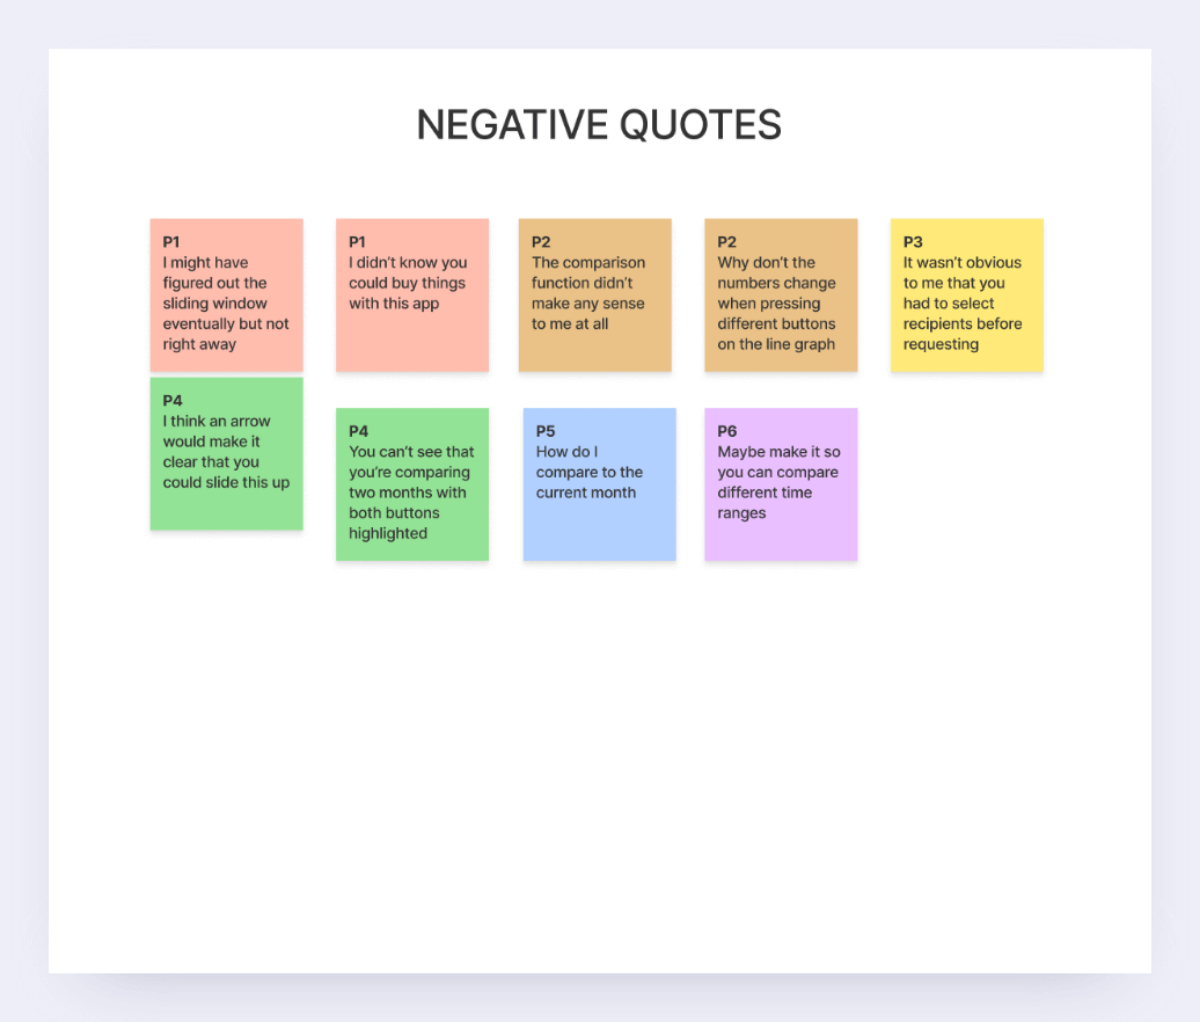 NEGATIVE QUOTES
P1
I might have
figured out the
sliding window
eventually but not
right away
P1
I didn’t know you
could buy things
with this app
P2
The comparison
function didn’t
make any sense
to me at all
P2
Why don’t the
numbers change
when pressing
different buttons
on the line graph
P3
It wasn’t obvious
to me that you
had to select
recipients before
requesting
P4
I think an arrow
would make it
clear that you
could slide this up
P4
You can’t see that
you’re comparing
two months with
both buttons
highlighted
P5
How do I
compare to the
current month
P6
Maybe make it so
you can compare
different time
ranges